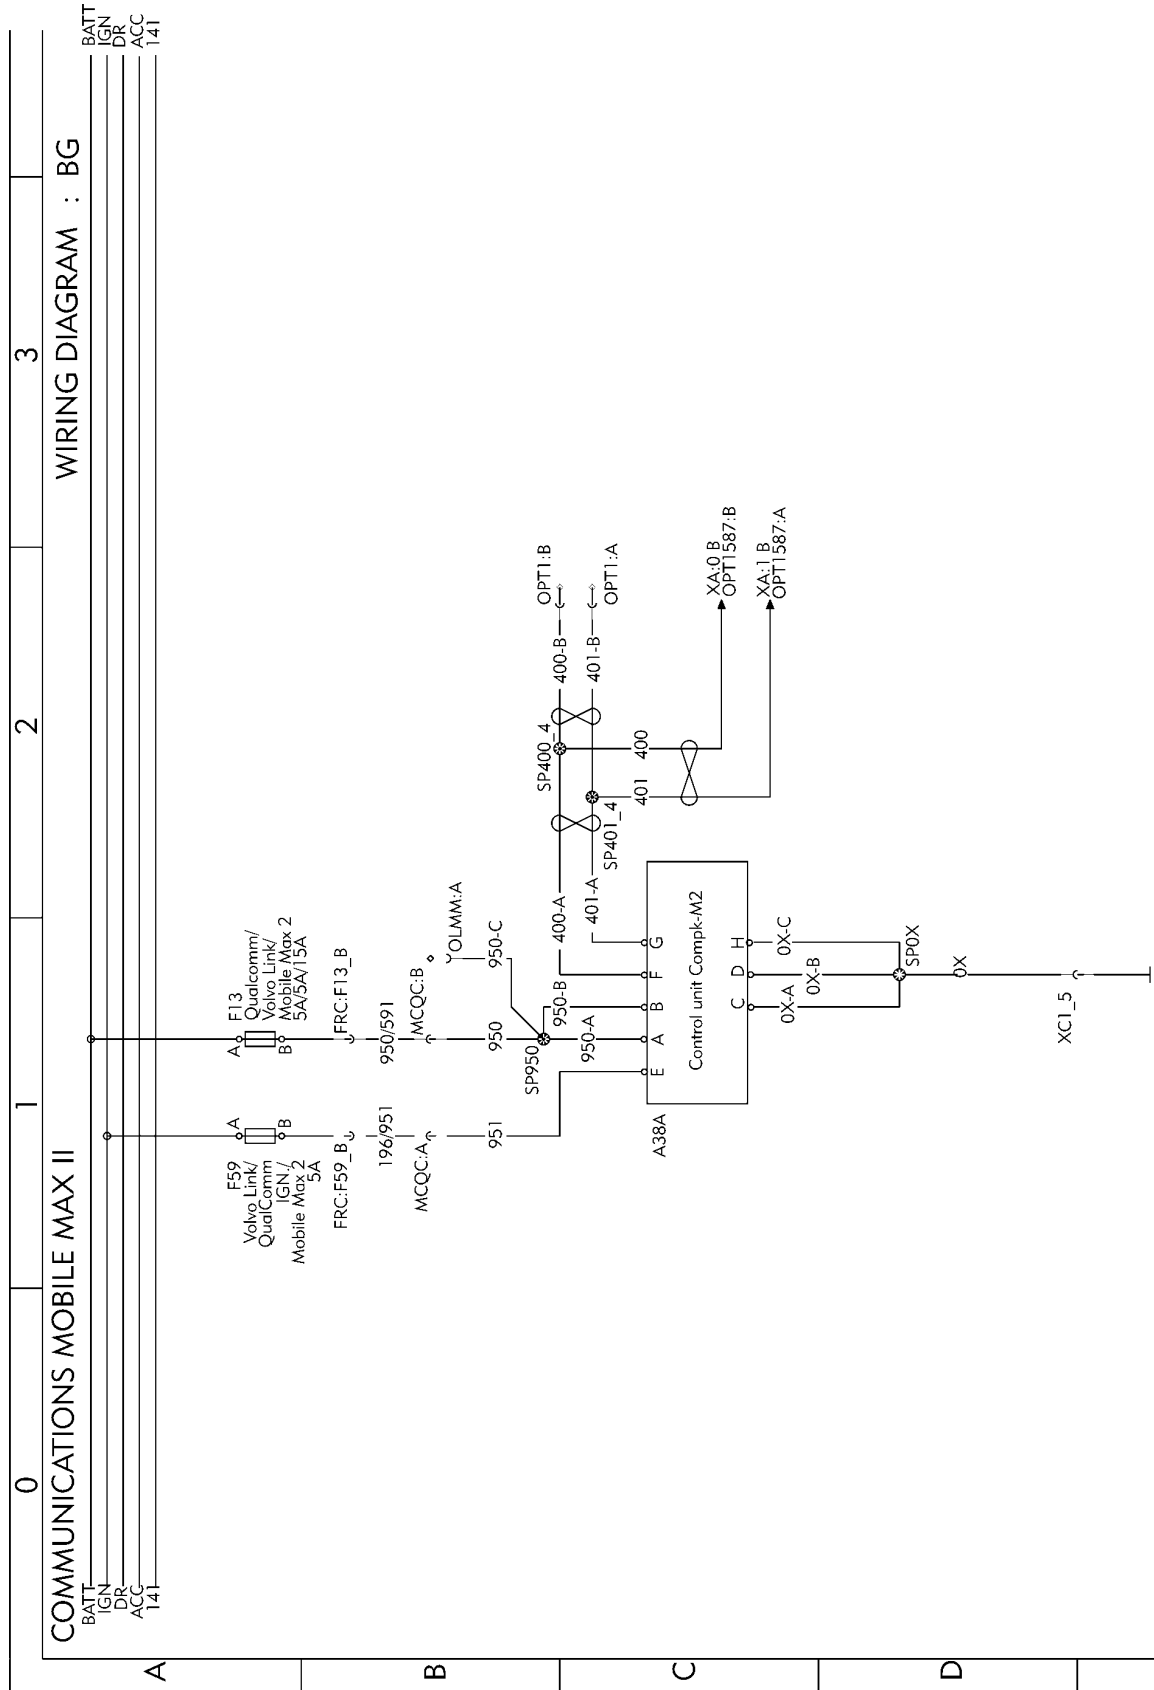 0
1
2
3
COMMUNICATIONS MOBILE MAX II
WIRING DIAGRAM : BG
BATT
IGN
DR
ACC
141
BATT
IGN
DR
ACC
141
A
B
C
D
A
F59
Volvo Link/
QualComm
IGN./
Mobile Max 2
5A
B
FRC:F59_B
196/951
MCQC:A
951
A
F13
Qualcomm/
Volvo Link/
Mobile Max 2
5A/5A/15A
B
FRC:F13_B
950/591
MCQC:B
950
OLMM:A
950-C
SP950
950-A
950-B
400-A
401-A
SP400_4
SP401_4
400-B
401-B
OPT1:B
OPT1:A
401
400
XA:0 B
OPT1587:B
XA:1 B
OPT1587:A
E
A
B
F
G
A38A
Control unit Compk-M2
C
D
H
0X-A
0X-B
0X-C
SP0X
0X
XC1_5